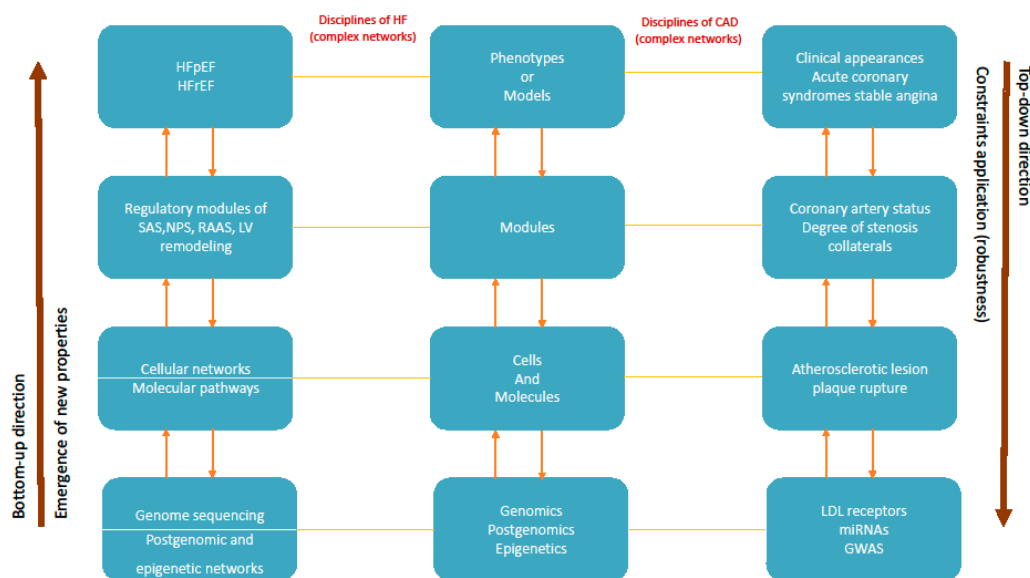 Disciplines of HF
(complex networks)
Disciplines of CAD
(complex networks)
HFpEF
HFrEF
Phenotypes
or
Models
Clinical appearances
Acute coronary
syndromes stable angina
Regulatory modules of
SAS,NPS, RAAS, LV
remodeling
Modules
Coronary artery status
Degree of stenosis
collaterals
Cellular networks
Molecular pathways
Cells
And
Molecules
Atherosclerotic lesion
plaque rupture
Genome sequencing
Postgenomic and
epigenetic networks
Genomics
Postgenomics
Epigenetics
LDL receptors
miRNAs
GWAS
Bottom-up direction
Emergence of new properties
Top-down direction
Constraints application (robustness)